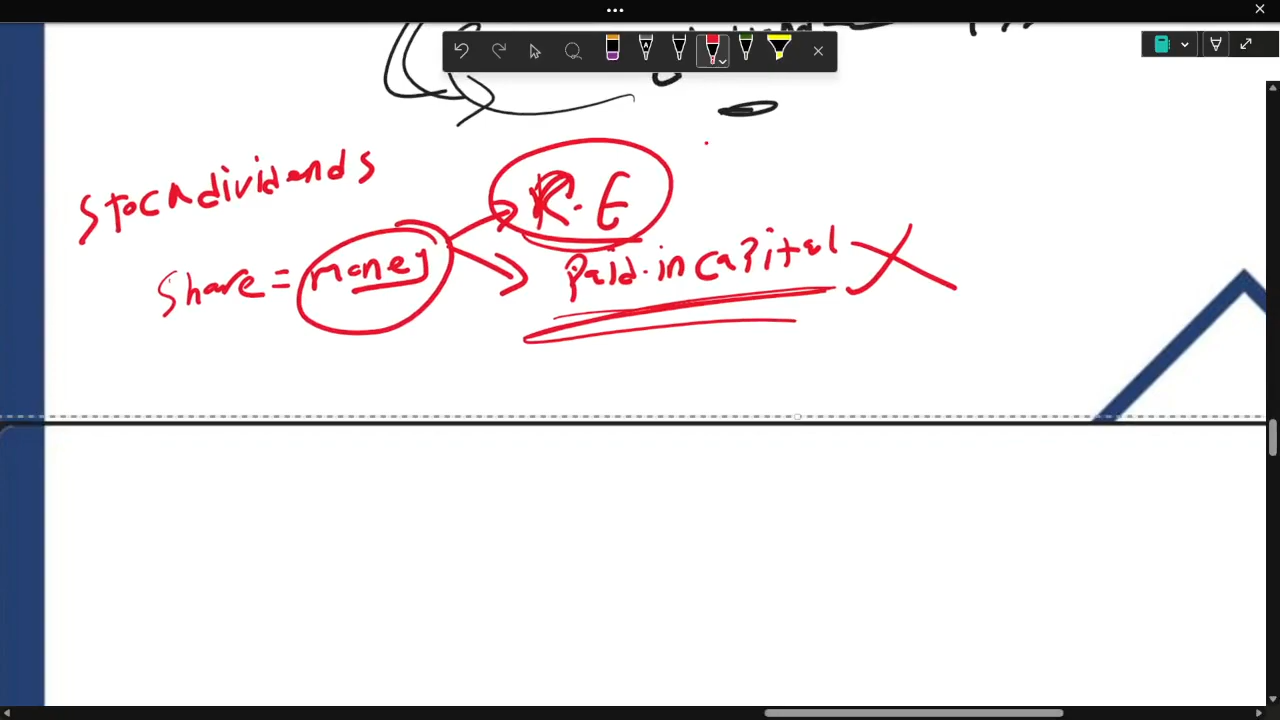 Stocadividends
R.E
Share = money
Paid.in capital X